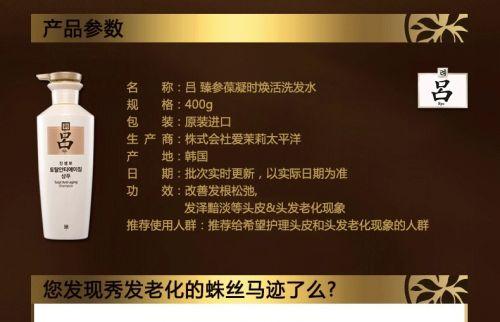 产品参数
名 称：吕 臻参葆凝时焕活洗发水
规 格：400g
包 装：原装进口
生 产 商：株式会社爱茉莉太平洋
产 地：韩国
日 期：批次实时更新，以实际日期为准
功 效：改善发根松弛，
发泽黯淡等头皮&头发老化现象
推荐使用人群：推荐给希望护理头皮和头发老化现象的人群
吕
토탈안티에이징
샴푸
Total Anti-aging
Shampoo
吕
Ryo
您发现秀发老化的蛛丝马迹了么?